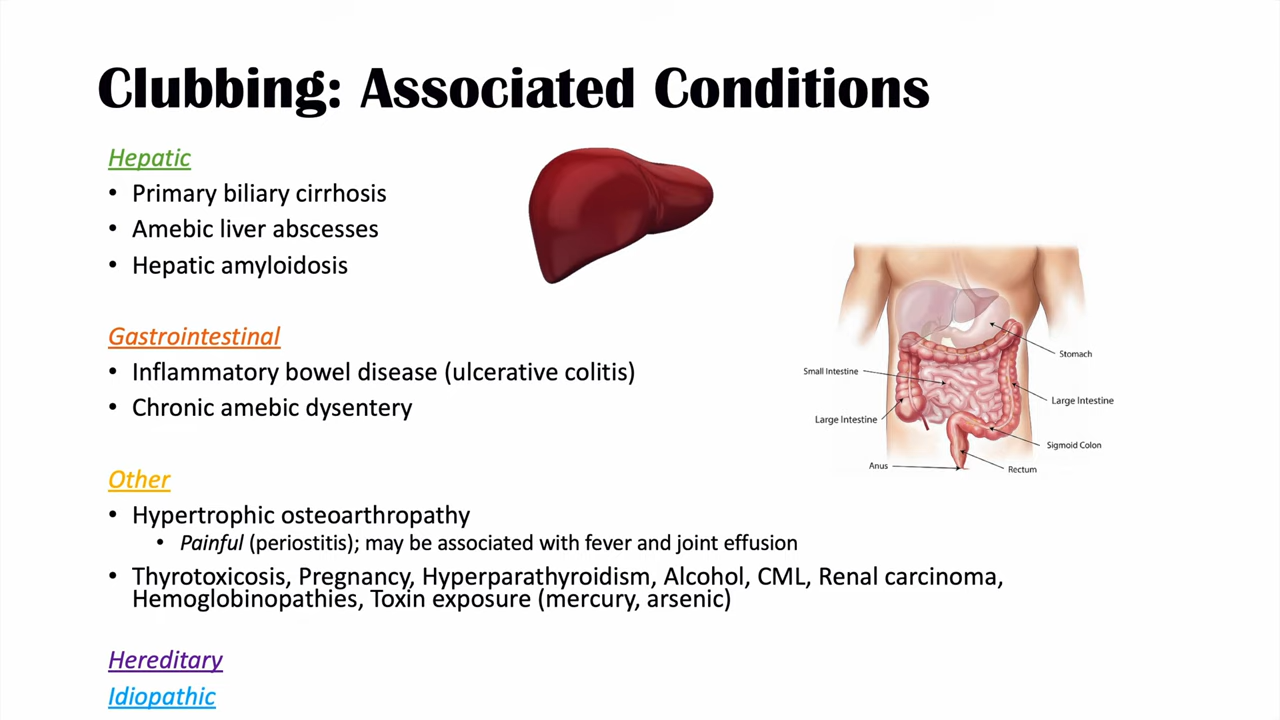 Clubbing: Associated Conditions
Hepatic
• Primary biliary cirrhosis
• Amebic liver abscesses
• Hepatic amyloidosis
Gastrointestinal
• Inflammatory bowel disease (ulcerative colitis)
• Chronic amebic dysentery
Stomach
Small Intestine
Large Intestine
Large Intestine
Sigmoid Colon
Anus
Rectum
Other
• Hypertrophic osteoarthropathy
• Painful (periostitis); may be associated with fever and joint effusion
• Thyrotoxicosis, Pregnancy, Hyperparathyroidism, Alcohol, CML, Renal carcinoma,
Hemoglobinopathies, Toxin exposure (mercury, arsenic)
Hereditary
Idiopathic